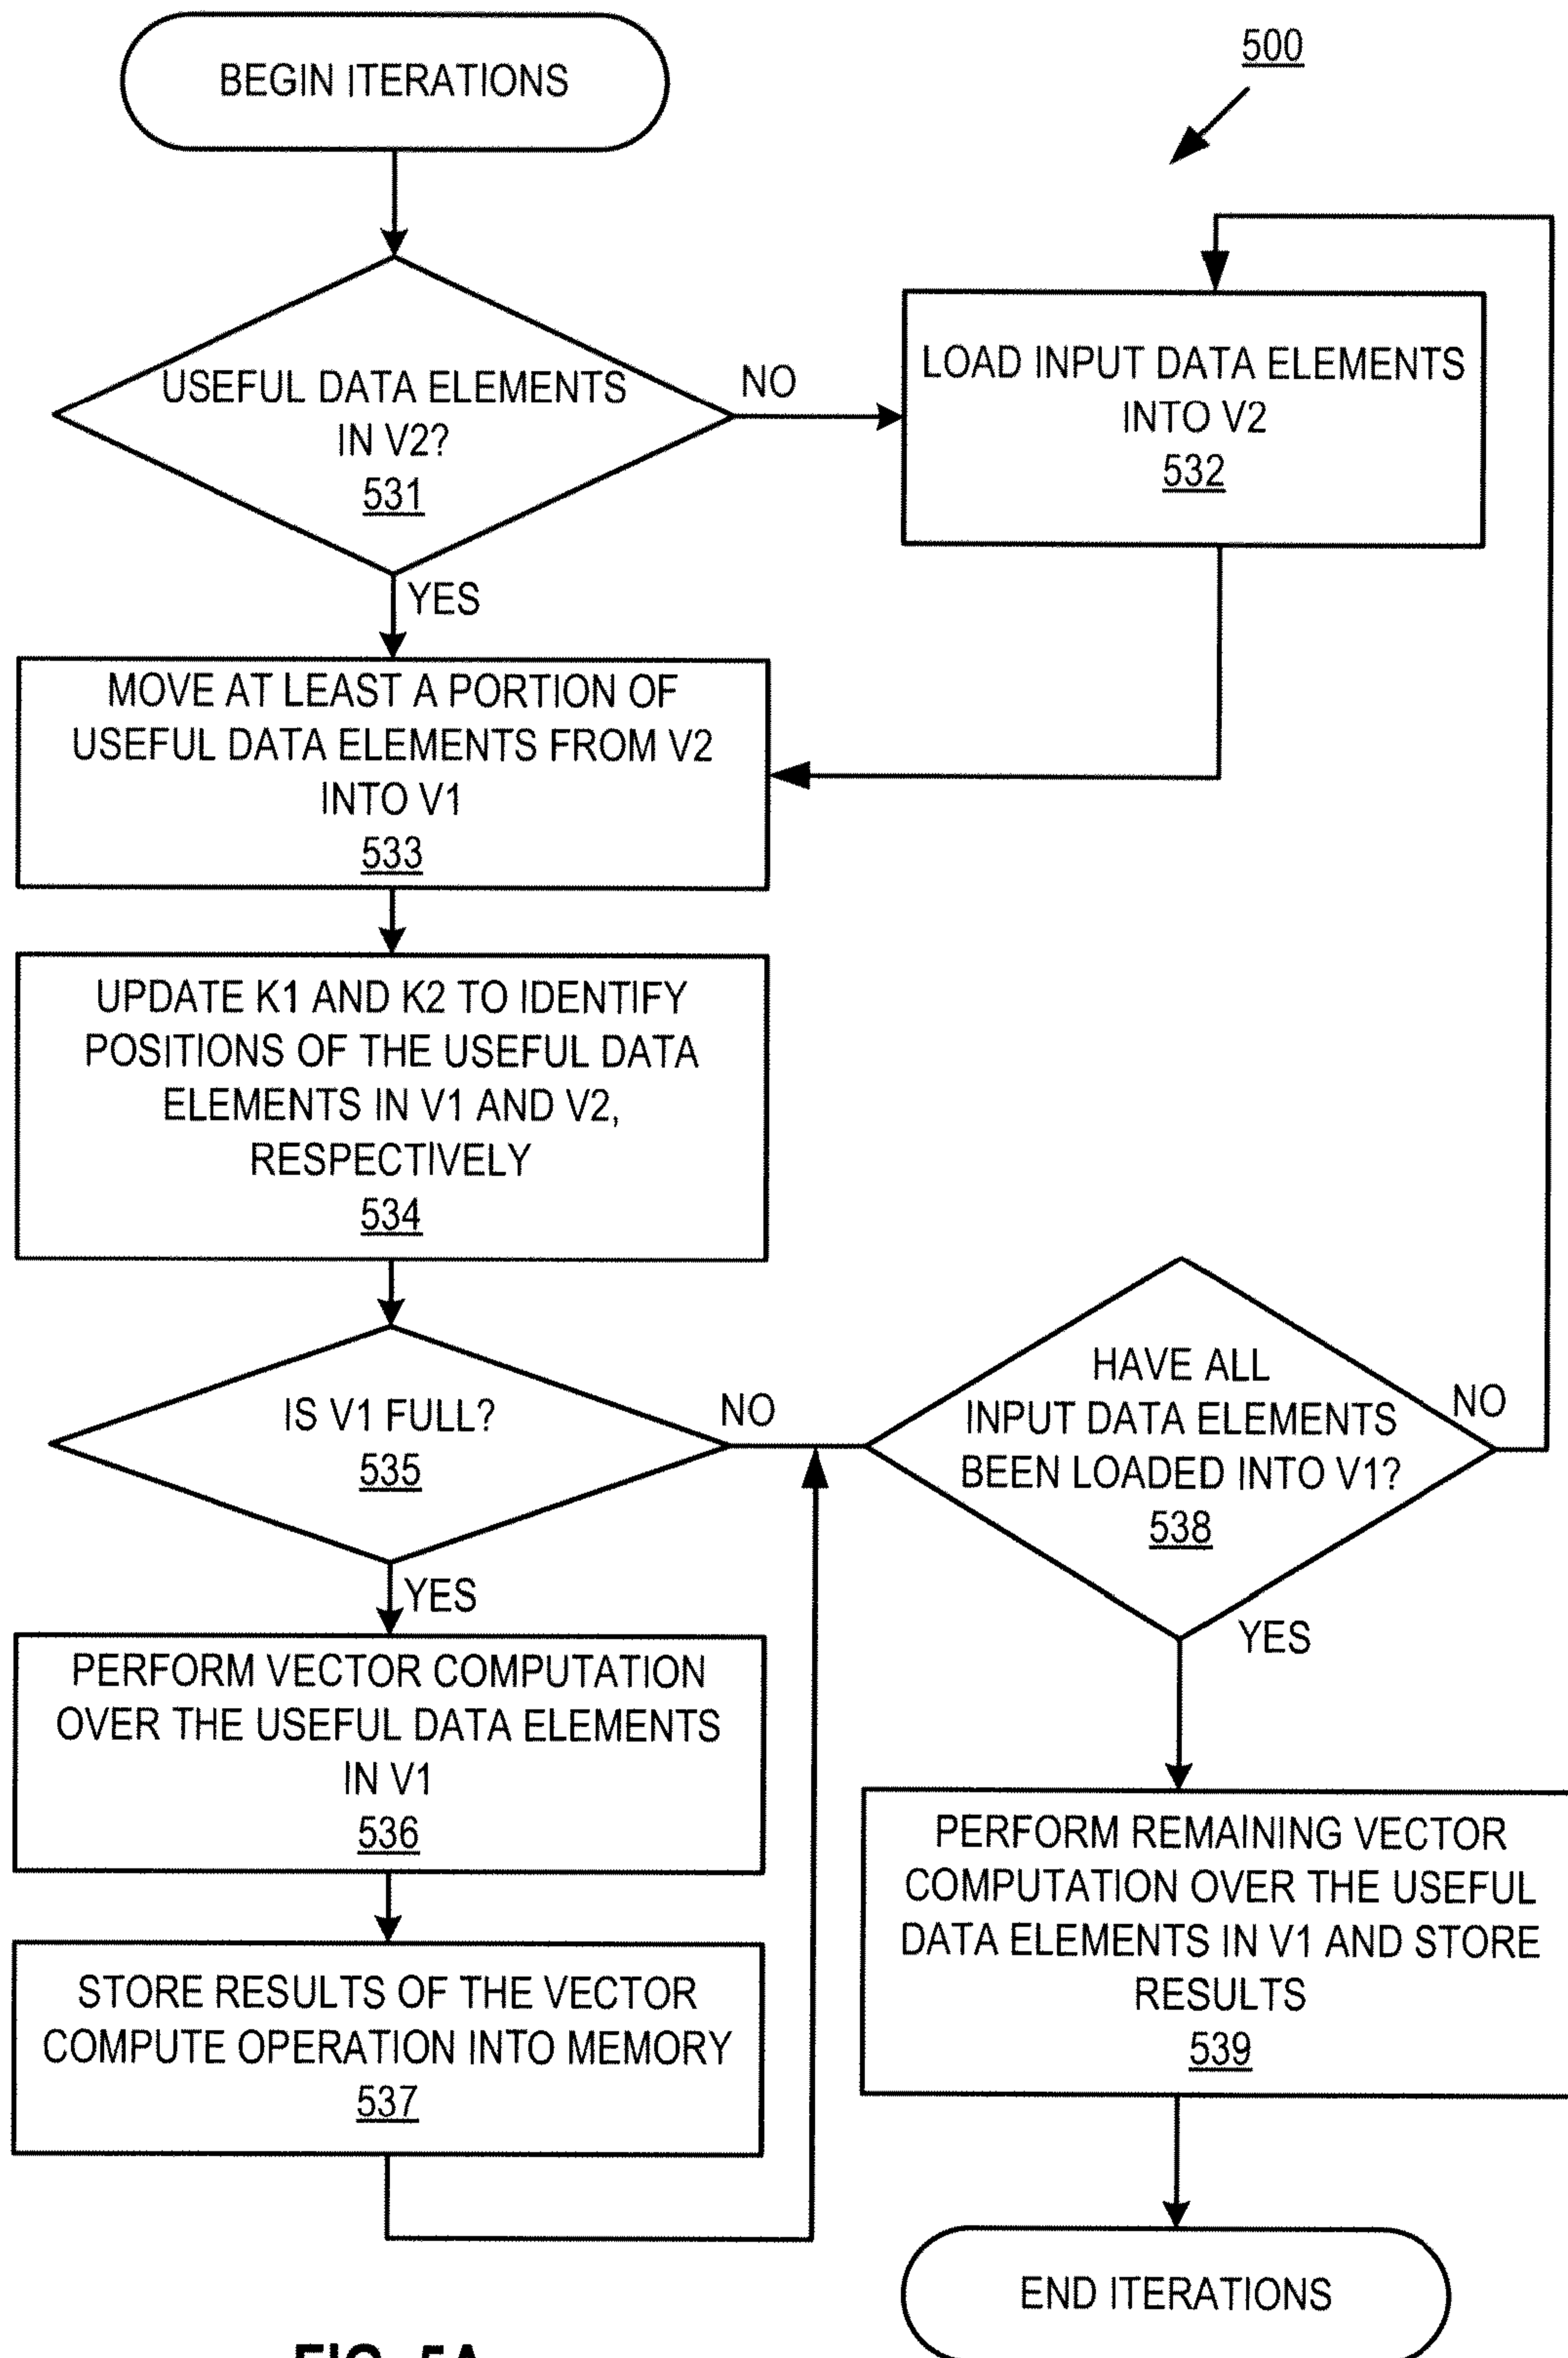 BEGIN ITERATIONS
500
USEFUL DATA ELEMENTS
IN V2?
531
NO
LOAD INPUT DATA ELEMENTS
INTO V2
532
YES
MOVE AT LEAST A PORTION OF
USEFUL DATA ELEMENTS FROM V2
INTO V1
533
UPDATE K1 AND K2 TO IDENTIFY
POSITIONS OF THE USEFUL DATA
ELEMENTS IN V1 AND V2,
RESPECTIVELY
534
IS V1 FULL?
535
NO
HAVE ALL
INPUT DATA ELEMENTS
BEEN LOADED INTO V1?
538
NO
YES
PERFORM VECTOR COMPUTATION
OVER THE USEFUL DATA ELEMENTS
IN V1
536
YES
PERFORM REMAINING VECTOR
COMPUTATION OVER THE USEFUL
DATA ELEMENTS IN V1 AND STORE
RESULTS
539
STORE RESULTS OF THE VECTOR
COMPUTE OPERATION INTO MEMORY
537
END ITERATIONS
FIG. 5A